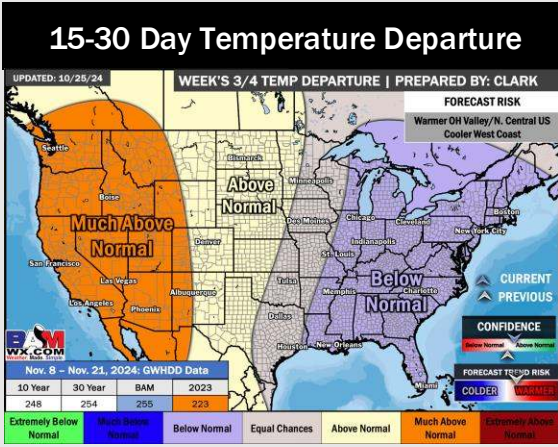 15-30 Day Temperature Departure
UPDATED: 10/25/24
WEEK'S 3/4 TEMP DEPARTURE | PREPARED BY: CLARK
FORECAST RISK
Warmer OH Valley/N. Central US
Cooler West Coast
Seattle
Bismarck
Minneapolis
Above
Normal
Boise
Boston
Much Above
Normal
Des Moines
Chicago
Cleveland
New York City
Denver
Indianapolis
San Francisco
St. Louis
Las Vegas
Below
Normal
Tulsa
Memphis
Charlotte
Los Angeles
Albuquerque
Phoenix
Dallas
Houston
New Orleans
Miami
CURRENT
PREVIOUS
CONFIDENCE
Below Normal
Above Normal
FORECAST TREND RISK
COLDER
WARMER
BAM
WX.COM
Weather Made Simple
Nov. 8 – Nov. 21, 2024: GWHDD Data
10 Year 30 Year BAM 2023
248 254 255 223
Extremely Below Normal
Much Below Normal
Below Normal
Equal Chances
Above Normal
Much Above Normal
Extremely Above Normal